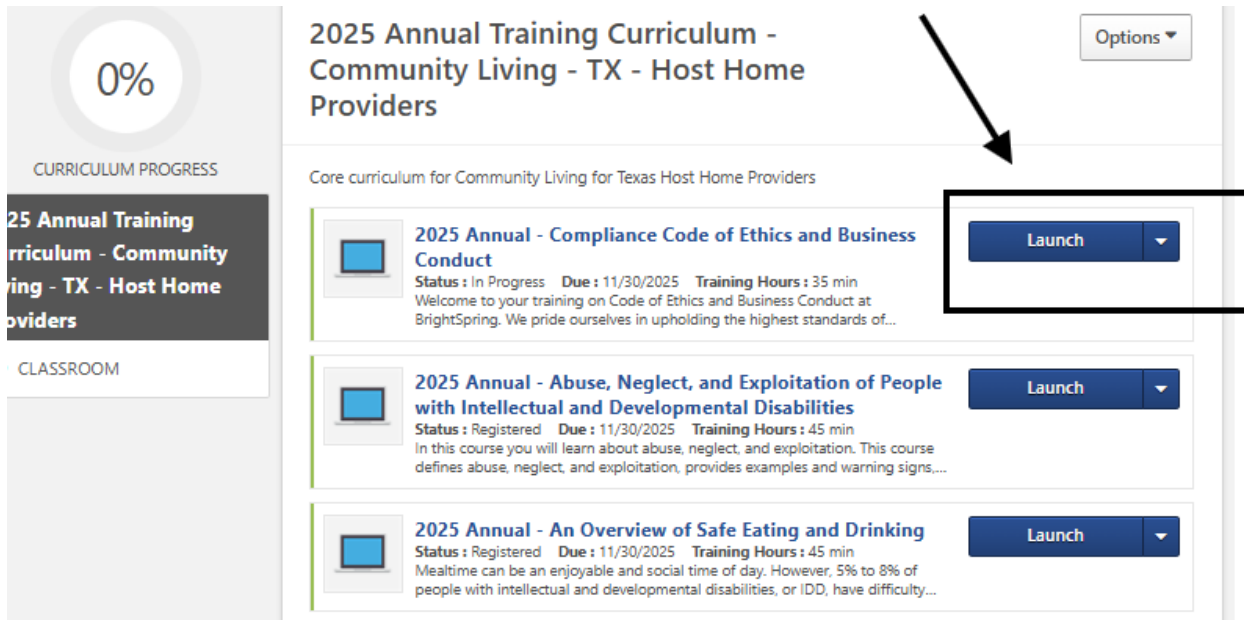 0%
CURRICULUM PROGRESS
25 Annual Training
rriculum - Community
ing - TX - Host Home
oviders
CLASSROOM
2025 Annual Training Curriculum -
Community Living - TX - Host Home
Providers
Options
Core curriculum for Community Living for Texas Host Home Providers
2025 Annual - Compliance Code of Ethics and Business
Conduct
Status : In Progress Due : 11/30/2025 Training Hours : 35 min
Welcome to your training on Code of Ethics and Business Conduct at
BrightSpring. We pride ourselves in upholding the highest standards of...
Launch
2025 Annual - Abuse, Neglect, and Exploitation of People
with Intellectual and Developmental Disabilities
Status : Registered Due : 11/30/2025 Training Hours : 45 min
In this course you will learn about abuse, neglect, and exploitation. This course
defines abuse, neglect, and exploitation, provides examples and warning signs,...
Launch
2025 Annual - An Overview of Safe Eating and Drinking
Status : Registered Due : 11/30/2025 Training Hours : 45 min
Mealtime can be an enjoyable and social time of day. However, 5% to 8% of
people with intellectual and developmental disabilities, or IDD, have difficulty...
Launch